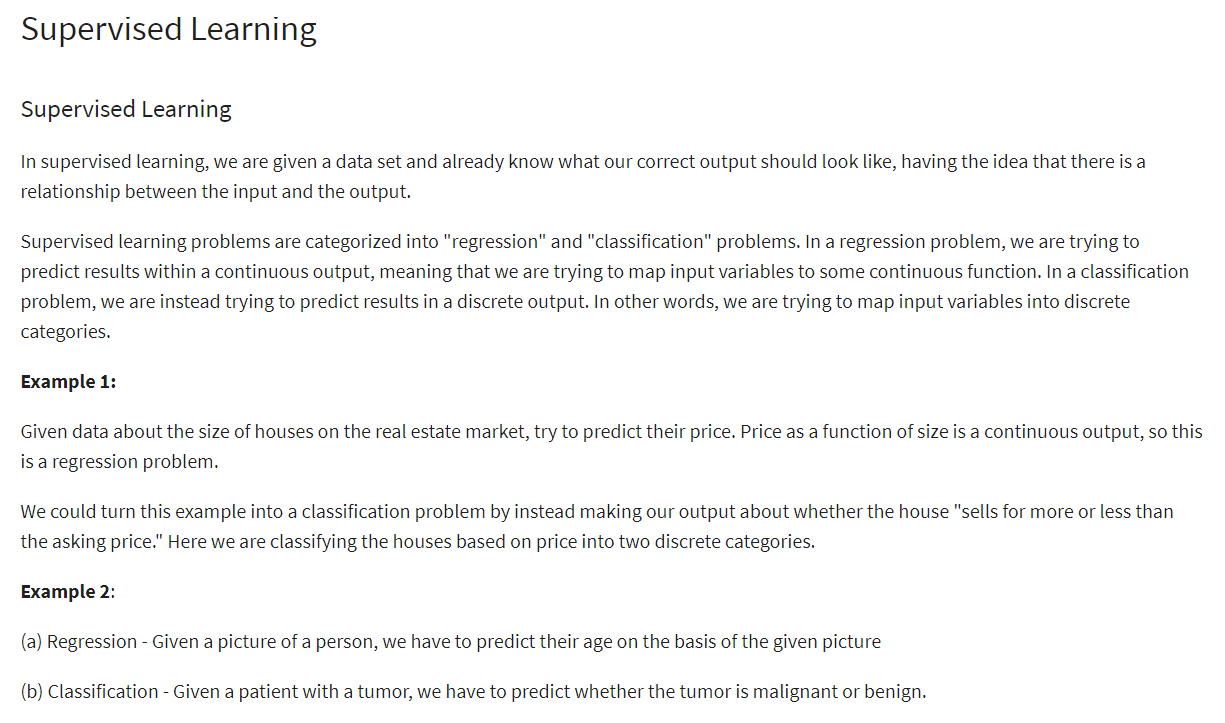 Supervised Learning
Supervised Learning
In supervised learning, we are given a data set and already know what our correct output should look like, having the idea that there is a
relationship between the input and the output.
Supervised learning problems are categorized into "regression" and "classification" problems. In a regression problem, we are trying to
predict results within a continuous output, meaning that we are trying to map input variables to some continuous function. In a classification
problem, we are instead trying to predict results in a discrete output. In other words, we are trying to map input variables into discrete
categories.
Example 1:
Given data about the size of houses on the real estate market, try to predict their price. Price as a function of size is a continuous output, so this
is a regression problem.
We could turn this example into a classification problem by instead making our output about whether the house "sells for more or less than
the asking price." Here we are classifying the houses based on price into two discrete categories.
Example 2:
(a) Regression - Given a picture of a person, we have to predict their age on the basis of the given picture
(b) Classification - Given a patient with a tumor, we have to predict whether the tumor is malignant or benign.